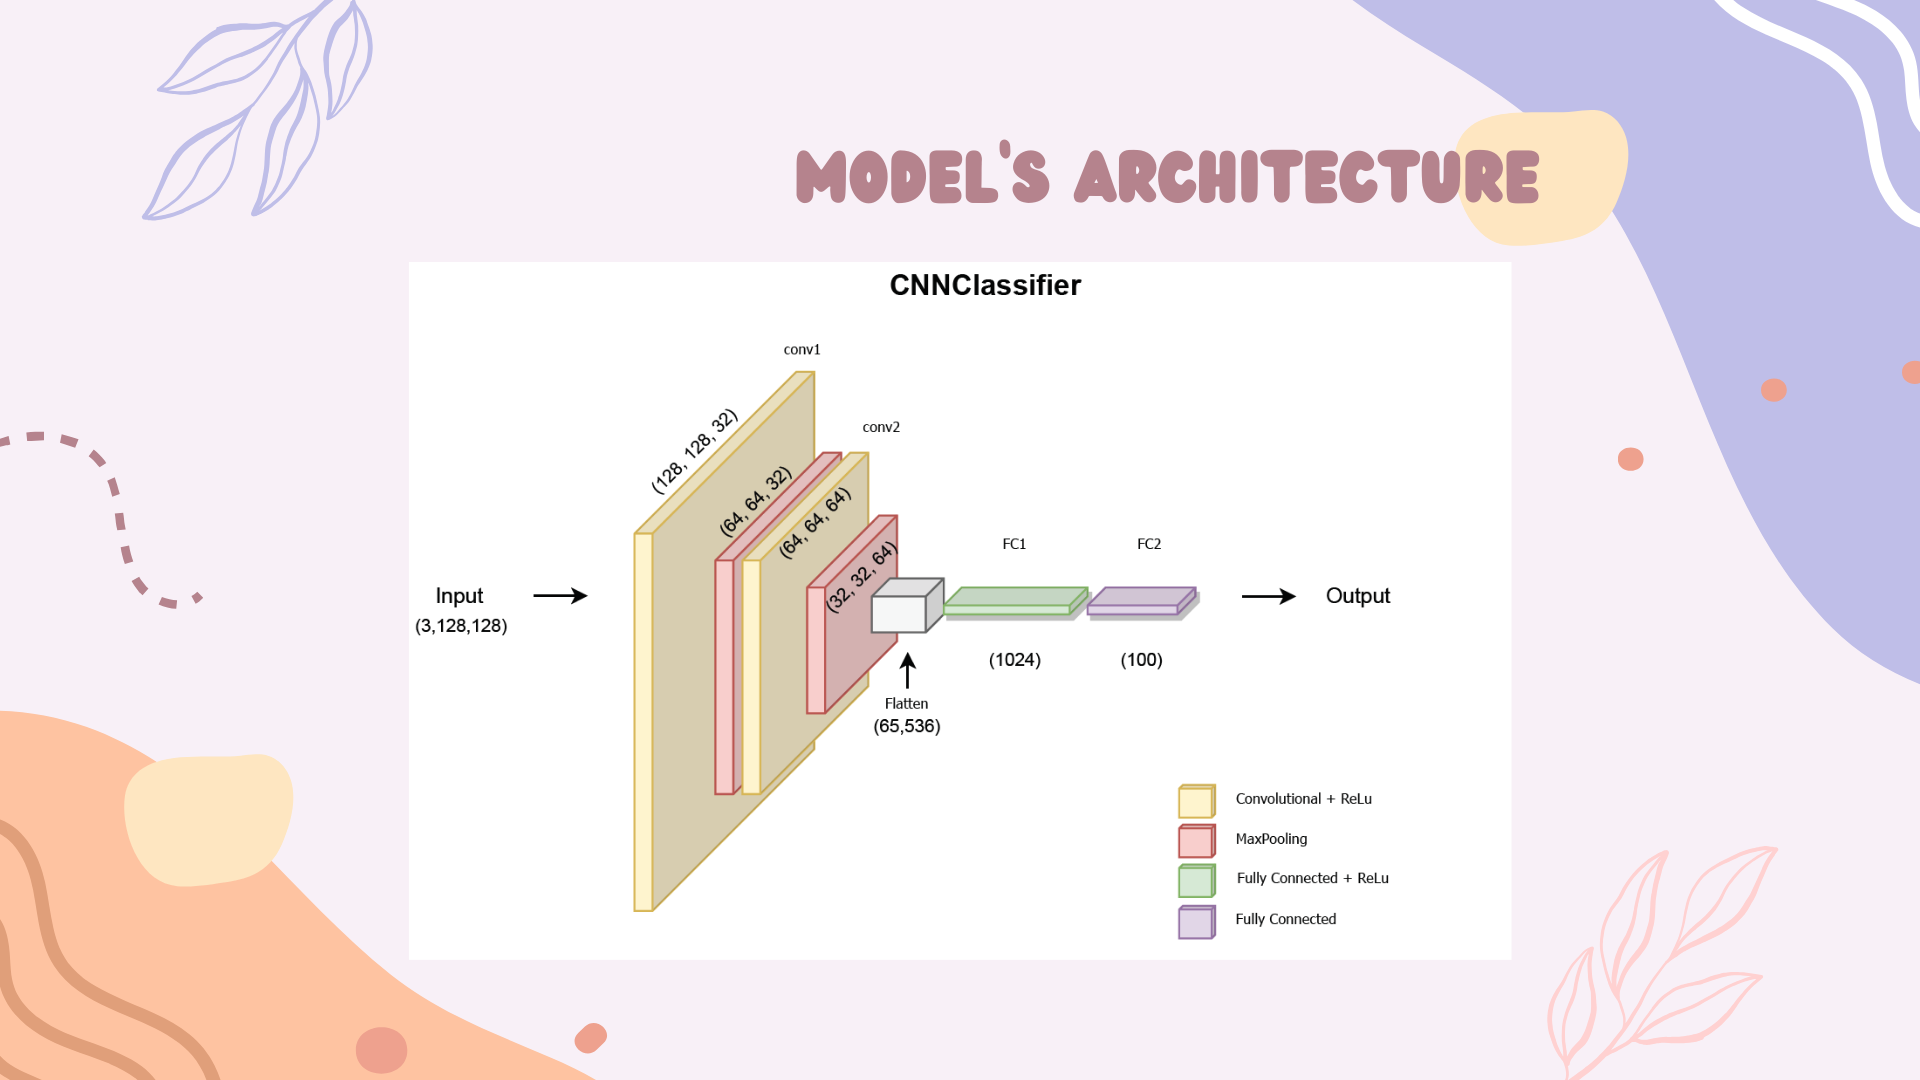 MODEL'S ARCHITECTURE
CNNClassifier
conv1
(128, 128, 32)
conv2
(64, 64, 32)
(64, 64, 64)
(32, 32, 64)
FC1
FC2
Input
(3,128,128)
Output
(1024)
(100)
Flatten
(65,536)
Convolutional + ReLu
MaxPooling
Fully Connected + ReLu
Fully Connected